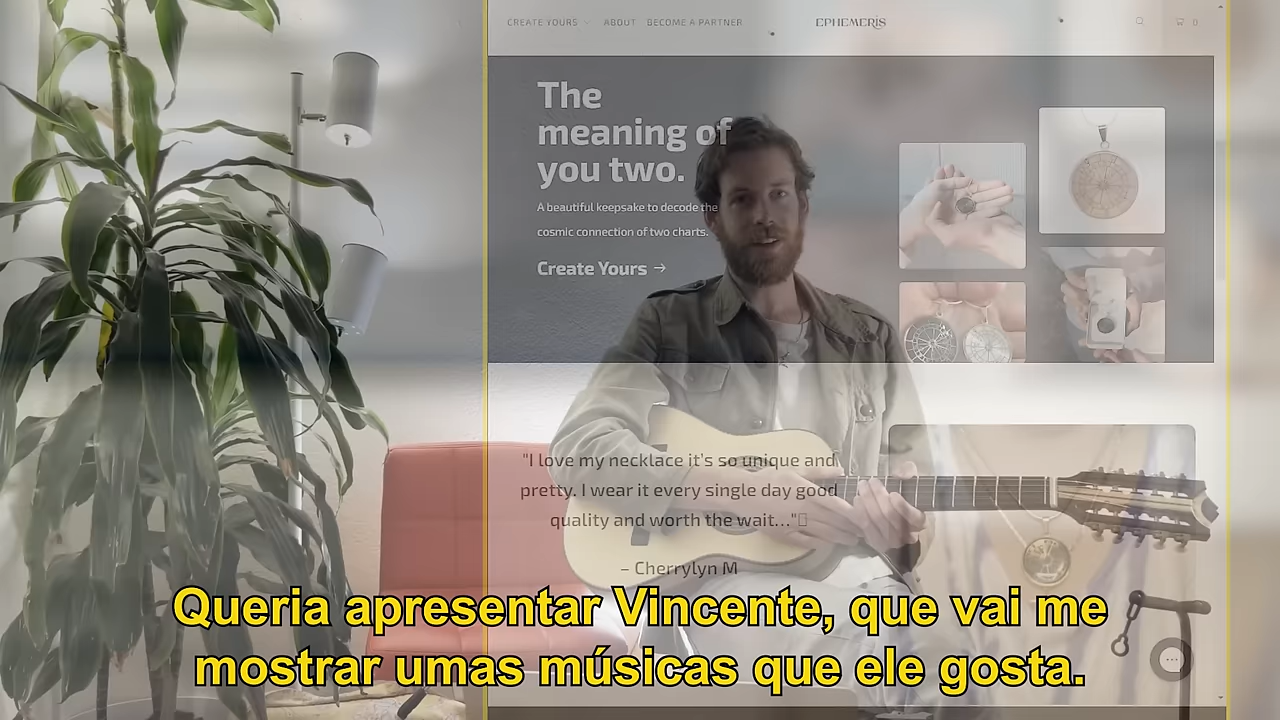 CREATE YOURS ABOUT BECOME A PARTNER EPHEMERIS 0
The
meaning of
you two.
A beautiful keepsake to decode the
cosmic connection of two charts.
Create Yours →
"I love my necklace it's so unique and
pretty. I wear it every single day good
quality and worth the wait…"
– Cherrylyn M
Queria apresentar Vincente, que vai me
mostrar umas músicas que ele gosta.